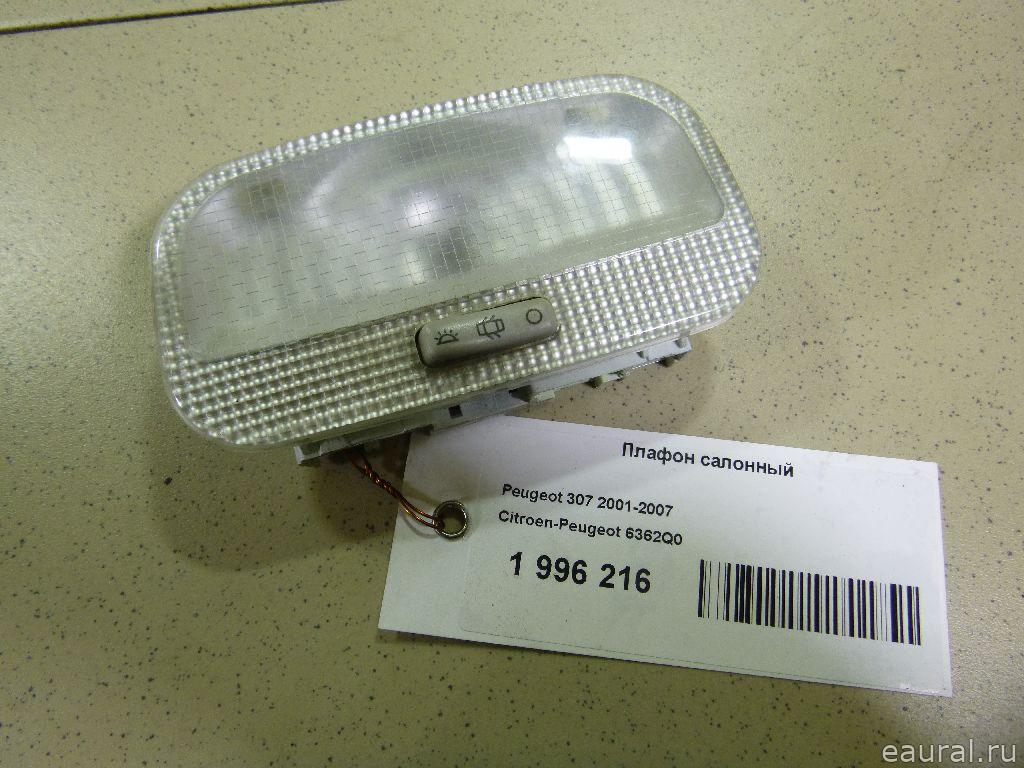 Плафон салонный
Peugeot 307 2001-2007
Citroen-Peugeot 6362Q0
1 996 216
eaural.ru